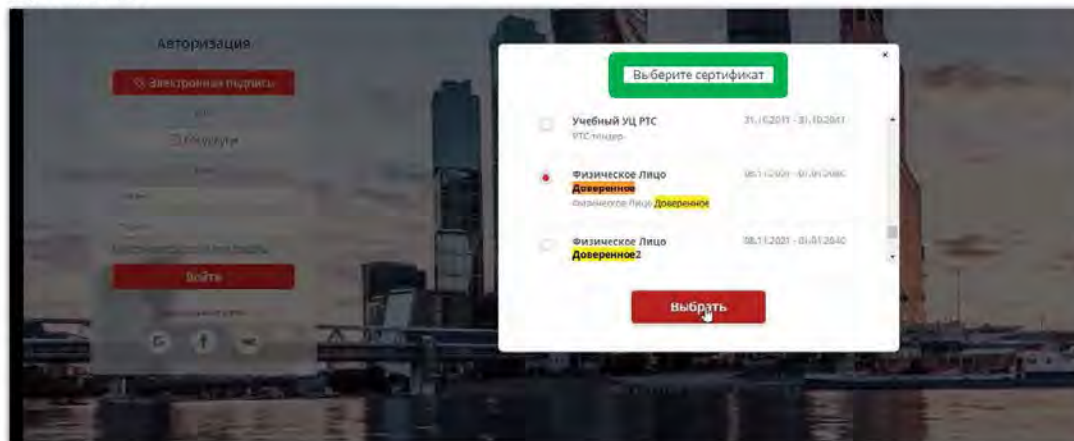 Авторизация
Электронная подпись
Госуслуги
Войти
Выберите сертификат
×
Учебный УЦ РТС
31.10.2011 - 31.10.2041
РТС-тендер
Физическое Лицо
Доверенное
Физическое Лицо Доверенное
Физическое Лицо
08.11.2021 - 01.01.2040
Доверенное2
Выбрать
G f